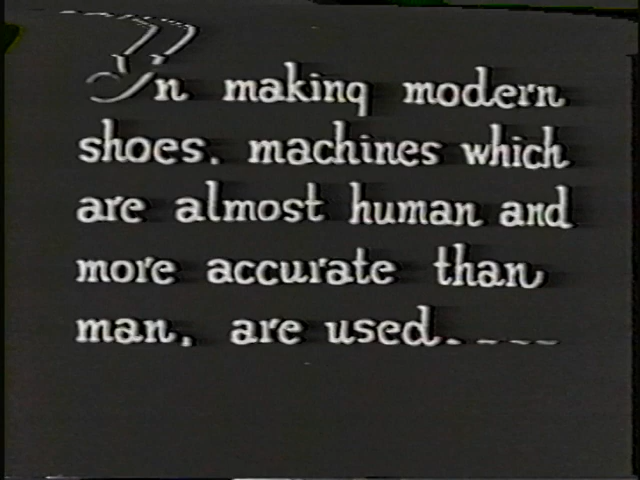 In making modern
shoes, machines which
are almost human and
more accurate than
man, are used.----